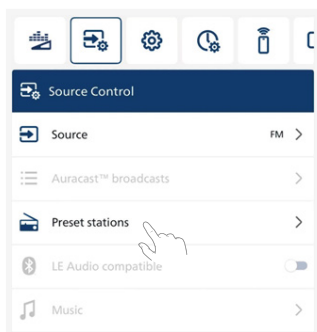 Source Control
Source FM
Auracast™ broadcasts
Preset stations
LE Audio compatible
Music